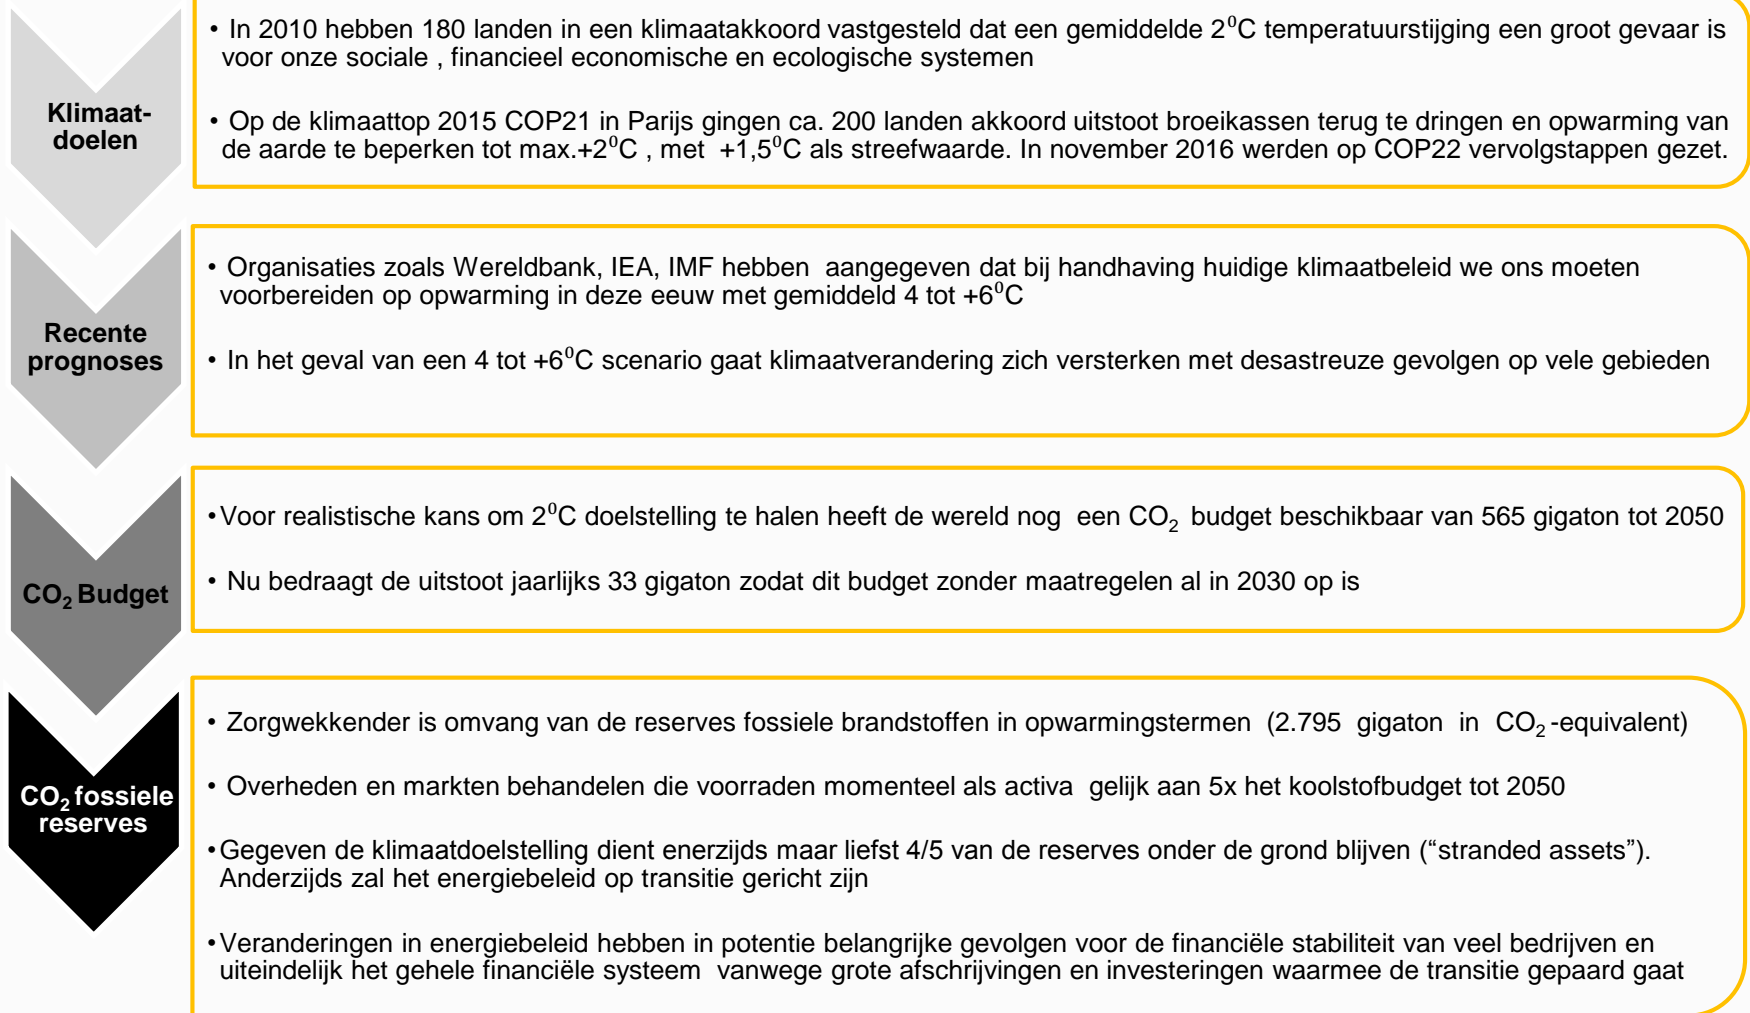 Klimaat-
doelen
• In 2010 hebben 180 landen in een klimaatakkoord vastgesteld dat een gemiddelde 2⁰C temperatuurstijging een groot gevaar is
voor onze sociale , financieel economische en ecologische systemen
• Op de klimaattop 2015 COP21 in Parijs gingen ca. 200 landen akkoord uitstoot broeikassen terug te dringen en opwarming van
de aarde te beperken tot max.+2⁰C , met +1,5⁰C als streefwaarde. In november 2016 werden op COP22 vervolgstappen gezet.
Recente
prognoses
• Organisaties zoals Wereldbank, IEA, IMF hebben aangegeven dat bij handhaving huidige klimaatbeleid we ons moeten
voorbereiden op opwarming in deze eeuw met gemiddeld 4 tot +6⁰C
• In het geval van een 4 tot +6⁰C scenario gaat klimaatverandering zich versterken met desastreuze gevolgen op vele gebieden
CO₂ Budget
• Voor realistische kans om 2⁰C doelstelling te halen heeft de wereld nog een CO₂ budget beschikbaar van 565 gigaton tot 2050
• Nu bedraagt de uitstoot jaarlijks 33 gigaton zodat dit budget zonder maatregelen al in 2030 op is
CO₂ fossiele
reserves
• Zorgwekkender is omvang van de reserves fossiele brandstoffen in opwarmingstermen (2.795 gigaton in CO₂ -equivalent)
• Overheden en markten behandelen die voorraden momenteel als activa gelijk aan 5x het koolstofbudget tot 2050
• Gegeven de klimaatdoelstelling dient enerzijds maar liefst 4/5 van de reserves onder de grond blijven (“stranded assets”).
Anderzijds zal het energiebeleid op transitie gericht zijn
• Veranderingen in energiebeleid hebben in potentie belangrijke gevolgen voor de financiële stabiliteit van veel bedrijven en
uiteindelijk het gehele financiële systeem vanwege grote afschrijvingen en investeringen waarmee de transitie gepaard gaat